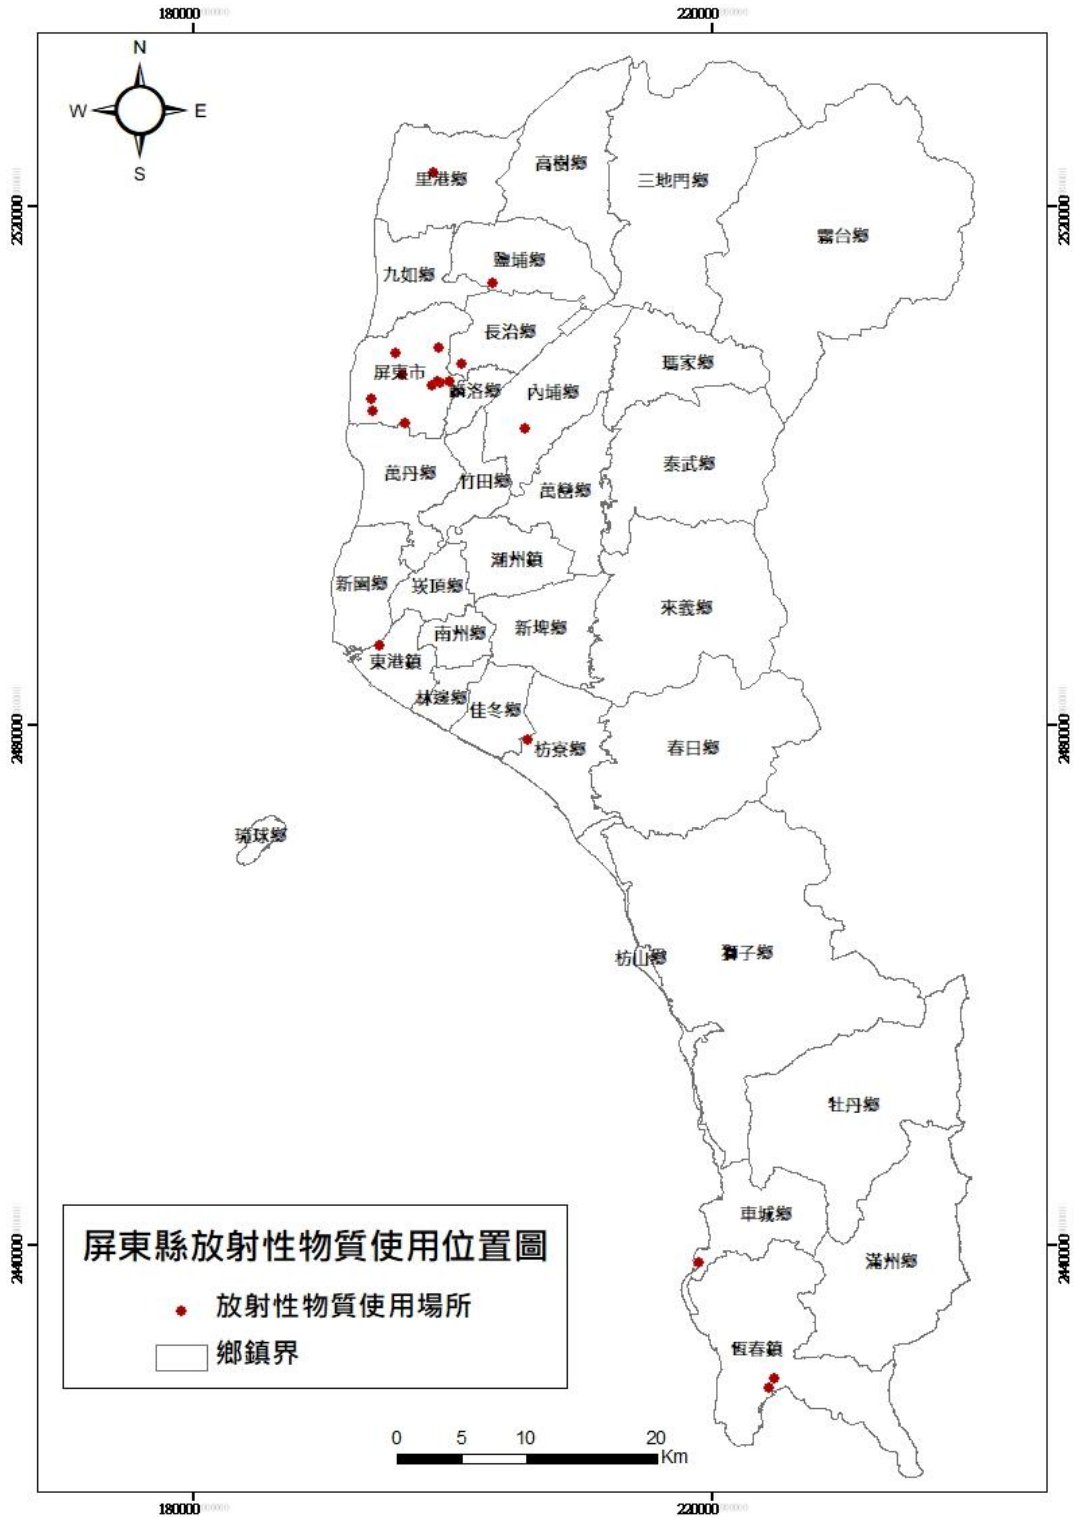 180000
220000
N
W
E
S
2520000
2520000
高樹鄉
里港鄉
三地門鄉
霧台鄉
鹽埔鄉
九如鄉
長治鄉
瑪家鄉
屏東市
麟洛鄉
內埔鄉
泰武鄉
萬丹鄉
竹田鄉
萬巒鄉
潮州鎮
新園鄉
崁頂鄉
來義鄉
南州鄉
新埤鄉
東港鎮
林邊鄉
佳冬鄉
2480000
2480000
枋寮鄉
春日鄉
琉球鄉
枋山鄉
獅子鄉
牡丹鄉
車城鄉
2440000
2440000
滿州鄉
恆春鎮
屏東縣放射性物質使用位置圖
放射性物質使用場所
鄉鎮界
0 5 10 20
Km
180000
220000